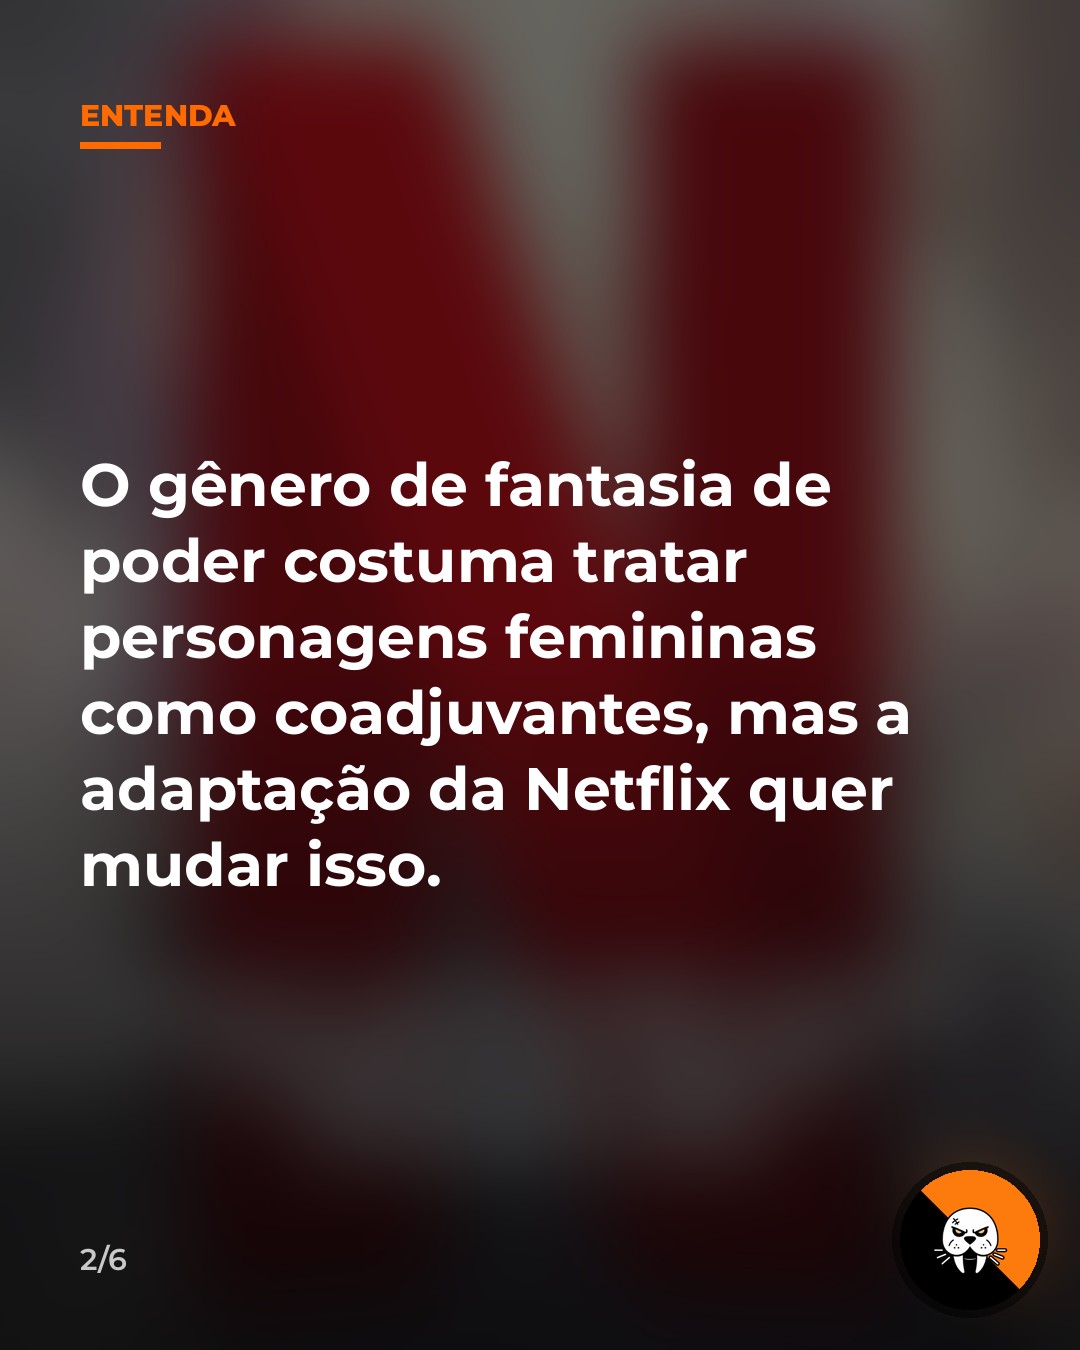 ENTENDA
O gênero de fantasia de
poder costuma tratar
personagens femininas
como coadjuvantes, mas a
adaptação da Netflix quer
mudar isso.
2/6